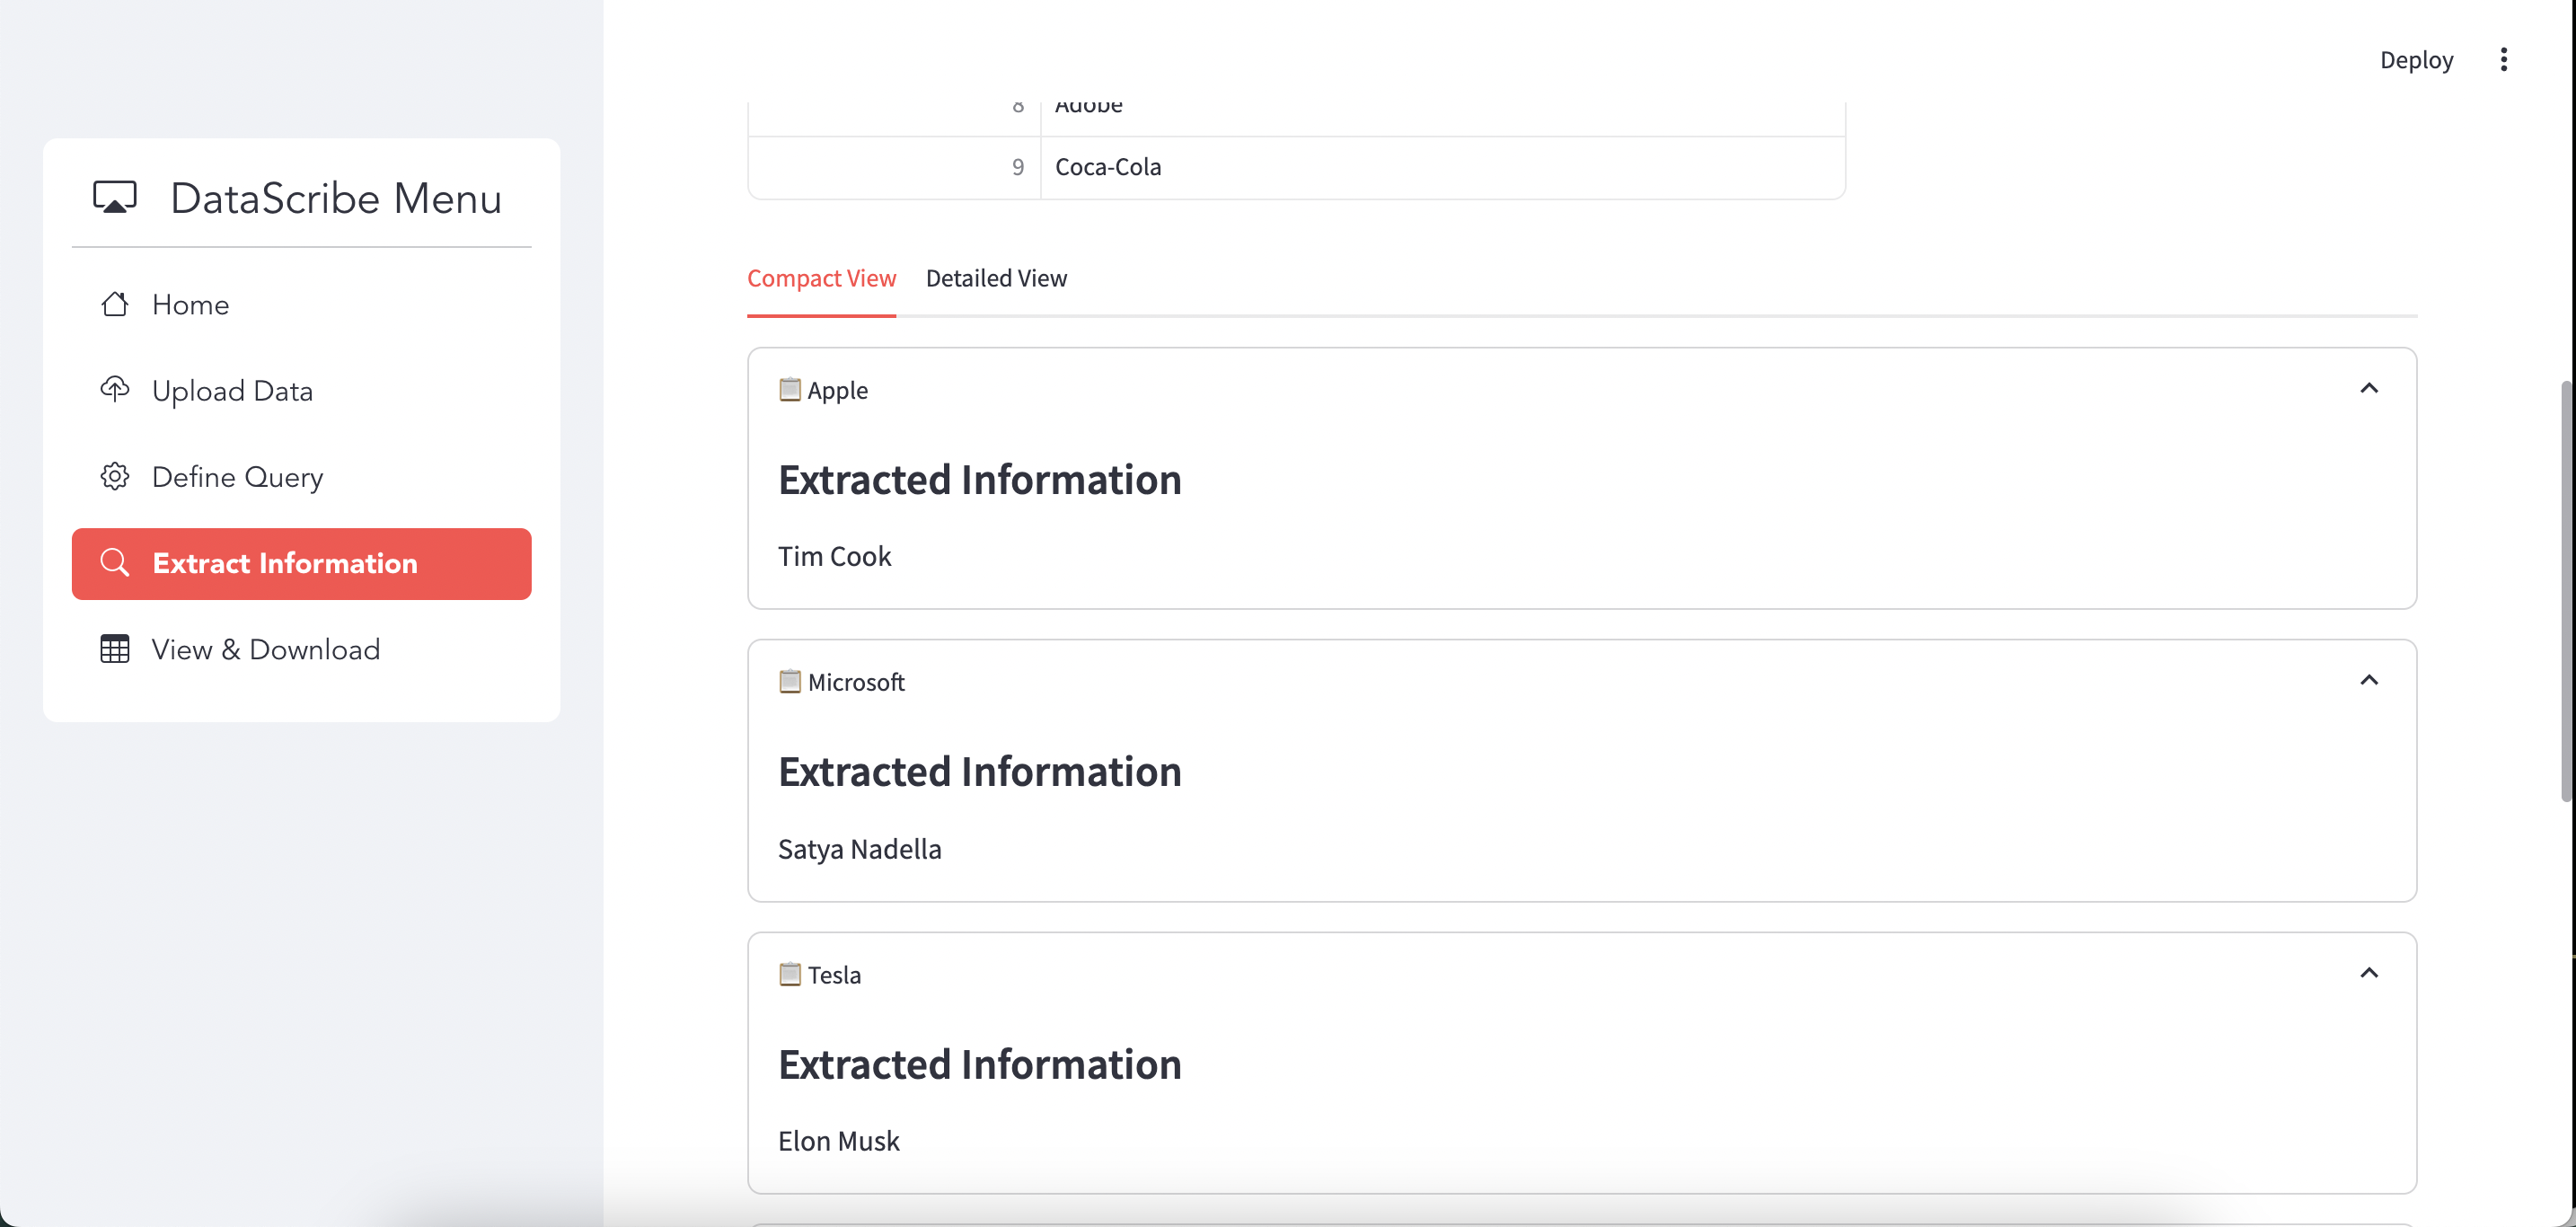 Deploy
DataScribe Menu
Home
Upload Data
Define Query
Extract Information
View & Download
8 Adobe
9 Coca-Cola
Compact View Detailed View
Apple
Extracted Information
Tim Cook
Microsoft
Extracted Information
Satya Nadella
Tesla
Extracted Information
Elon Musk